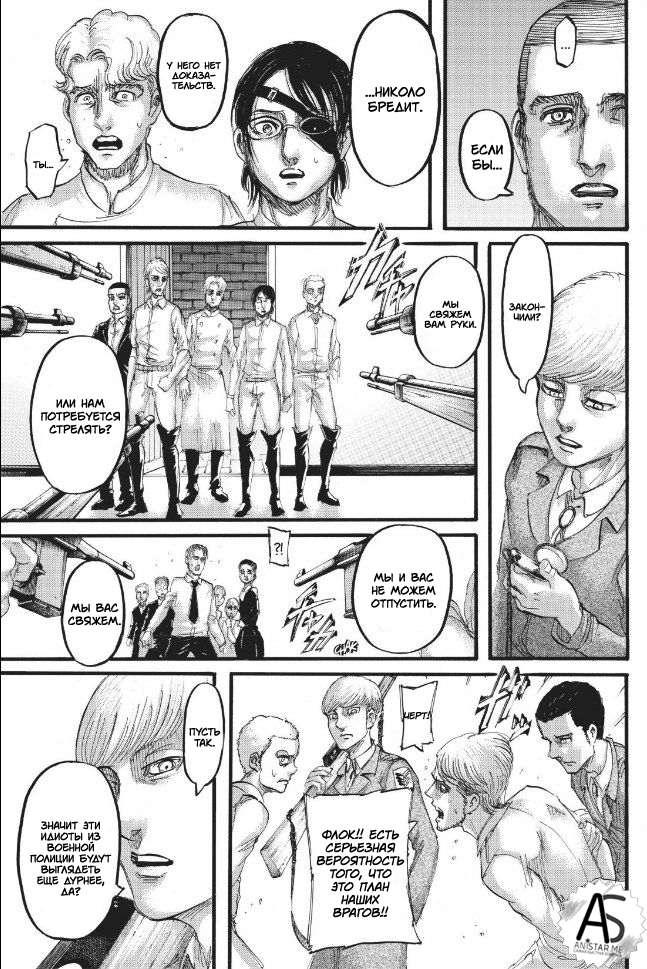 ...
ЕСЛИ
БЫ...
...НИКОЛО
БРЕДИТ.
У НЕГО НЕТ
ДОКАЗА-
ТЕЛЬСТВ.
ТЫ...
ЗАКОН-
ЧИЛИ?
МЫ
СВЯЖЕМ
ВАМ РУКИ.
ИЛИ НАМ
ПОТРЕБУЕТСЯ
СТРЕЛЯТЬ?
МЫ И ВАС
НЕ МОЖЕМ
ОТПУСТИТЬ.
?!
МЫ ВАС
СВЯЖЕМ.
ЧЕРТ!
ФЛОК!! ЕСТЬ
СЕРЬЕЗНАЯ
ВЕРОЯТНОСТЬ
ТОГО, ЧТО
ЭТО ПЛАН
НАШИХ
ВРАГОВ!!
ПУСТЬ
ТАК.
ЗНАЧИТ ЭТИ
ИДИОТЫ ИЗ
ВОЕННОЙ
ПОЛИЦИИ БУДУТ
ВЫГЛЯДЕТЬ
ЕЩЕ ДУРНЕЕ,
ДА?
AS
ANISTAR.ME